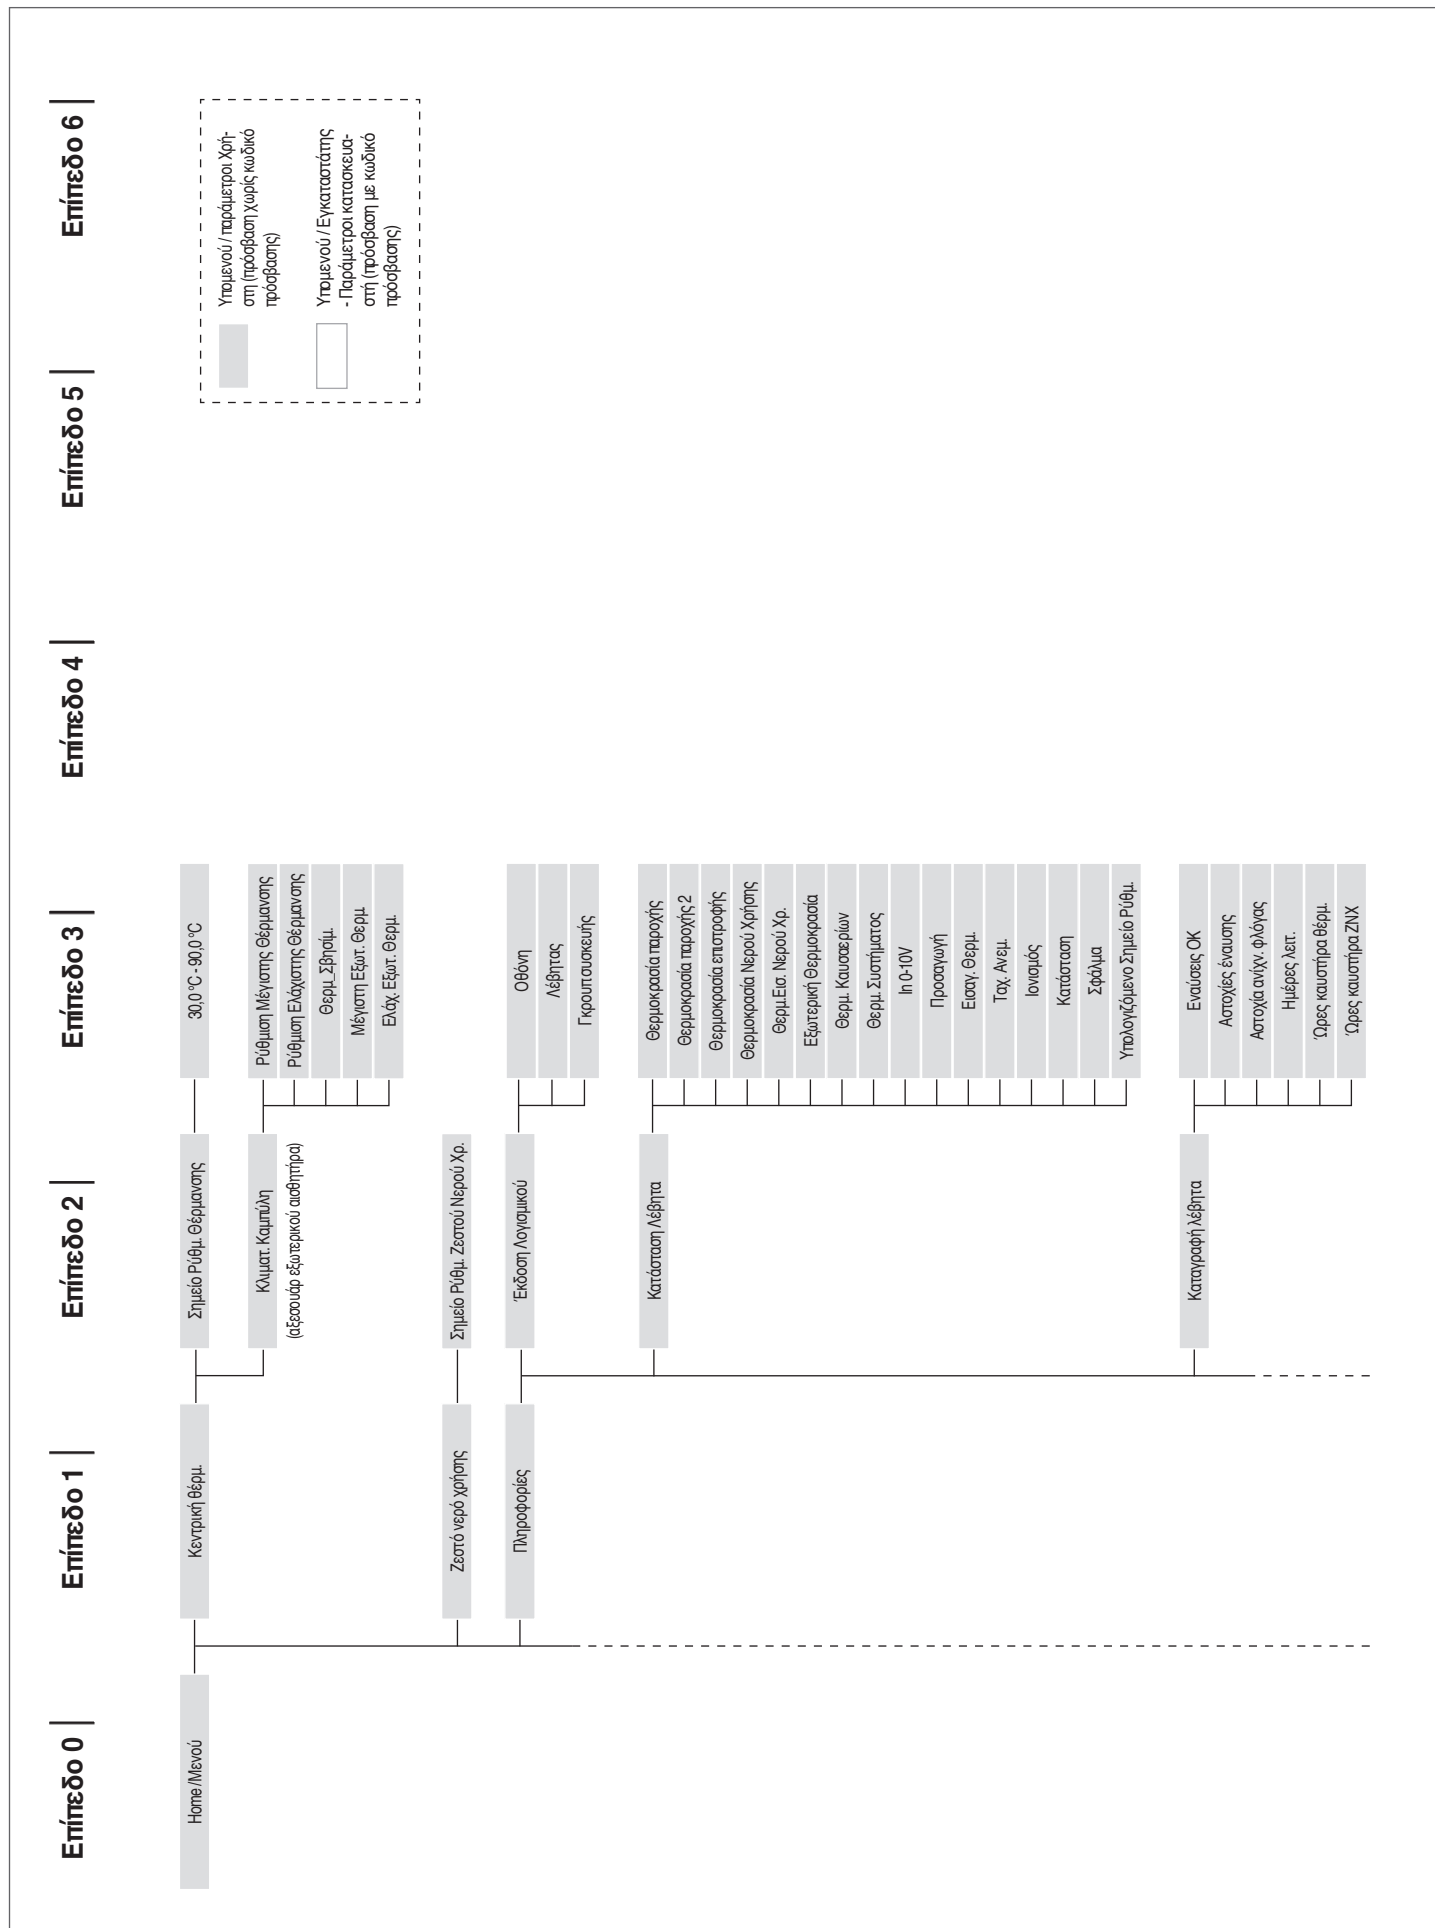 Επίπεδο 0
Επίπεδο 1
Επίπεδο 2
Επίπεδο 3
Επίπεδο 4
Επίπεδο 5
Επίπεδο 6
Υπομενού / παράμετροι Χρή-
στη (πρόσβαση χωρίς κωδικό
πρόσβασης)
Υπομενού / Εγκαταστάτης
- Παράμετροι κατασκευα-
στή (πρόσβαση με κωδικό
πρόσβασης)
Home /Μενού
Κεντρική θέρμ.
Σημείο Ρύθμ. Θέρμανσης
30,0 °C - 90,0 °C
Κλιματ. Καμπύλη
(αξεσουάρ εξωτερικού αισθητήρα)
Ρύθμιση Μέγιστης Θέρμανσης
Ρύθμιση Ελάχιστης Θέρμανσης
Θερμ_Σβησίμ.
Μέγιστη Εξωτ. Θερμ.
Ελάχ. Εξωτ. Θερμ.
Ζεστό νερό χρήσης
Σημείο Ρύθμ. Ζεστού Νερού Χρ.
Πληροφορίες
Έκδοση Λογισμικού
Οθόνη
Λέβητας
Γκρουπ συσκευής
Κατάσταση Λέβητα
Θερμοκρασία παροχής
Θερμοκρασία παροχής 2
Θερμοκρασία επιστροφής
Θερμοκρασία Νερού Χρήσης
Θερμ.Εισ. Νερού Χρ.
Εξωτερική Θερμοκρασία
Θερμ. Καυσαερίων
Θερμ. Συστήματος
In 0-10V
Προσαγωγή
Εισαγ. Θερμ.
Ταχ. Ανεμ.
Ιονισμός
Κατάσταση
Σφάλμα
Υπολογιζόμενο Σημείο Ρύθμ.
Καταγραφή λέβητα
Εναύσεις OK
Αστοχίες έναυσης
Αστοχία ανίχν. φλόγας
Ημέρες λειτ.
Ώρες καυστήρα θέρμ.
Ώρες καυστήρα ΖΝΧ